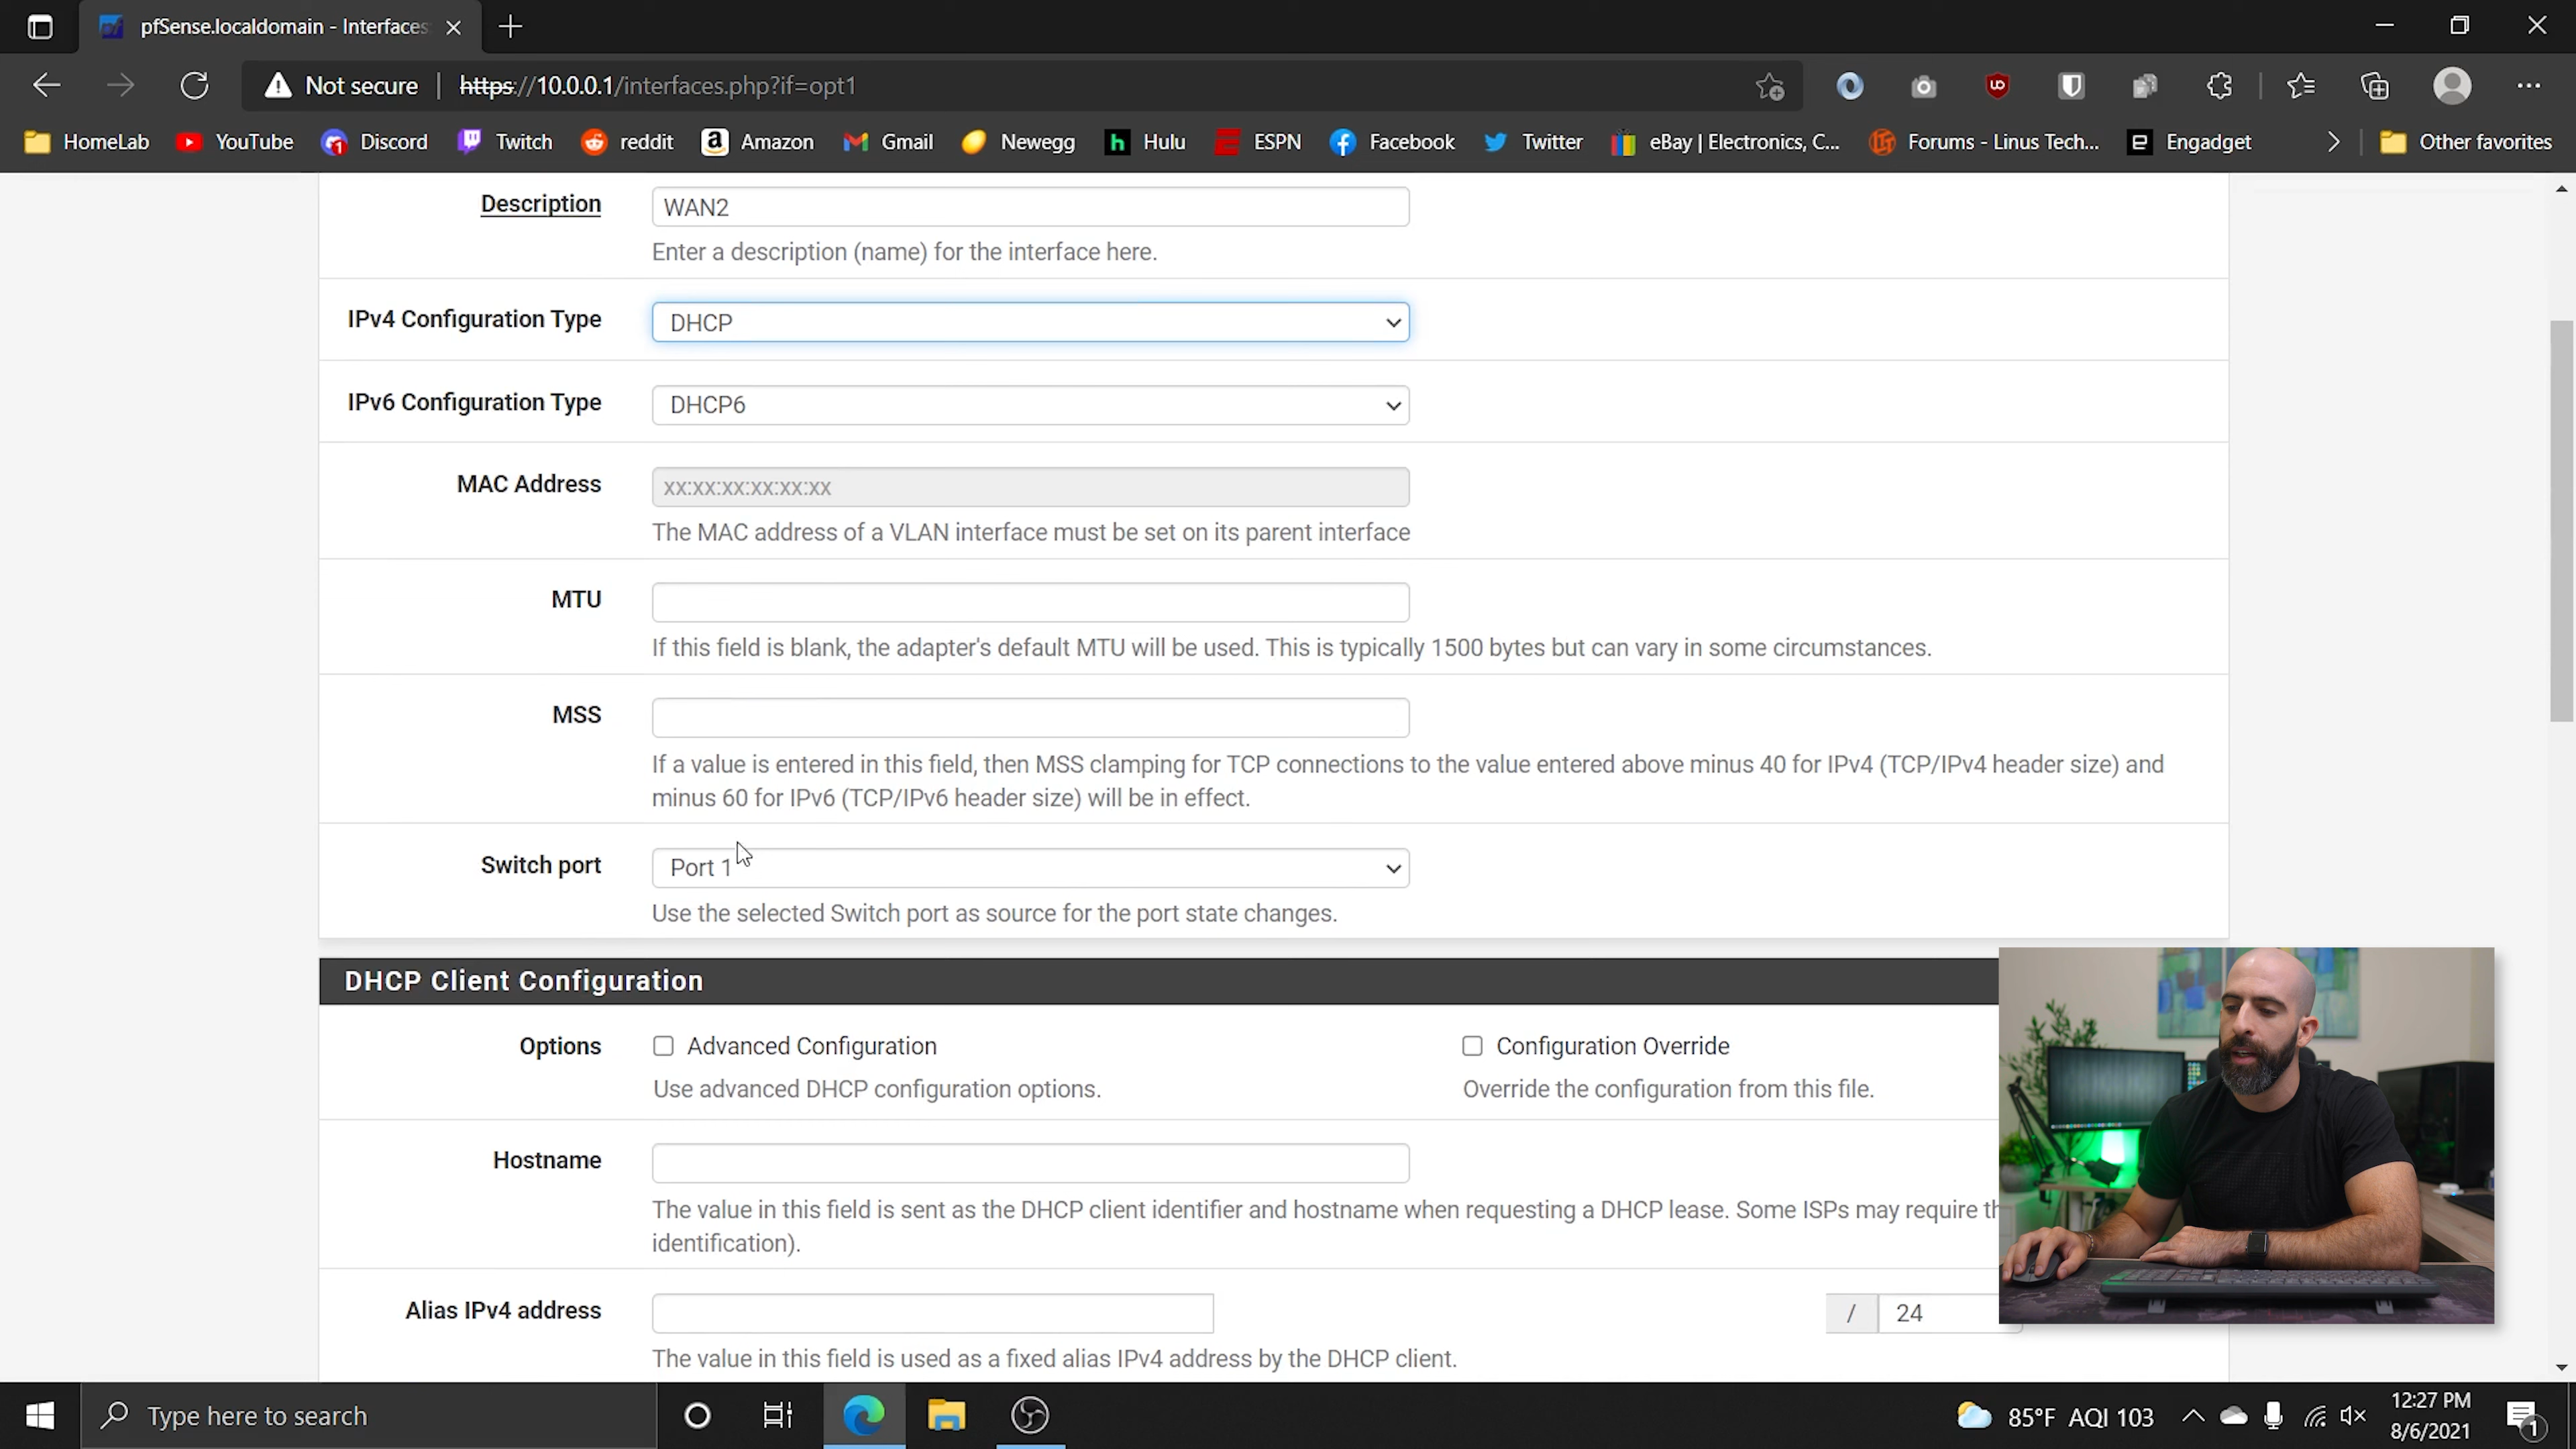 pfSense.localdomain - Interfaces
Not secure
https://10.0.0.1/interfaces.php?if=opt1
HomeLab
YouTube
Discord
Twitch
reddit
Amazon
Gmail
Newegg
Hulu
ESPN
Facebook
Twitter
eBay | Electronics, C...
Forums - Linus Tech...
Engadget
Other favorites
Description
WAN2
Enter a description (name) for the interface here.
IPv4 Configuration Type
DHCP
IPv6 Configuration Type
DHCP6
MAC Address
xx:xx:xx:xx:xx:xx
The MAC address of a VLAN interface must be set on its parent interface
MTU
If this field is blank, the adapter's default MTU will be used. This is typically 1500 bytes but can vary in some circumstances.
MSS
If a value is entered in this field, then MSS clamping for TCP connections to the value entered above minus 40 for IPv4 (TCP/IPv4 header size) and
minus 60 for IPv6 (TCP/IPv6 header size) will be in effect.
Switch port
Port 1
Use the selected Switch port as source for the port state changes.
DHCP Client Configuration
Options
Advanced Configuration
Configuration Override
Use advanced DHCP configuration options.
Override the configuration from this file.
Hostname
The value in this field is sent as the DHCP client identifier and hostname when requesting a DHCP lease. Some ISPs may require
identification).
Alias IPv4 address
/
24
The value in this field is used as a fixed alias IPv4 address by the DHCP client.
Type here to search
85°F AQI 103
12:27 PM
8/6/2021
1